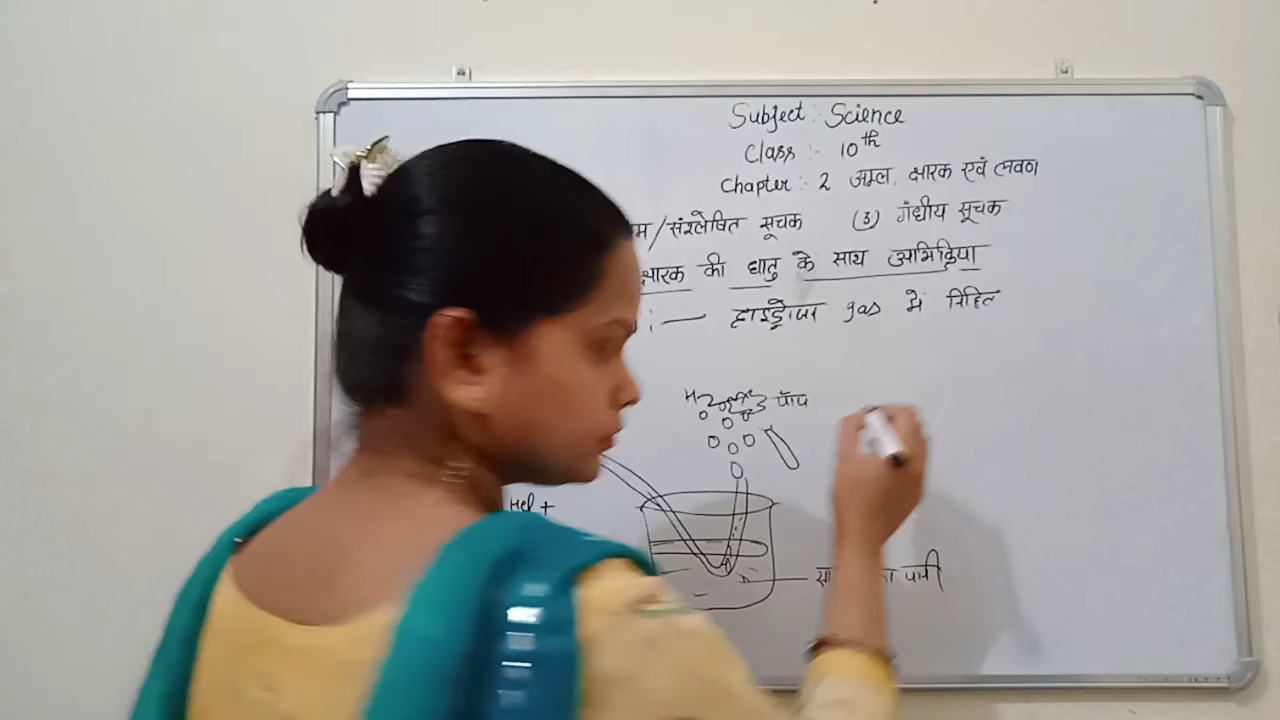 Subject :- Science
Class :- 10th
Chapter :- 2 अम्ल, क्षारक एवं लवण
/संश्लेषित सूचक (3) गंधीय सूचक
क्षारक की धातु के साथ अभिक्रिया
:— हाइड्रोजन gas में
H2 पॉप
Hcl +
पानी